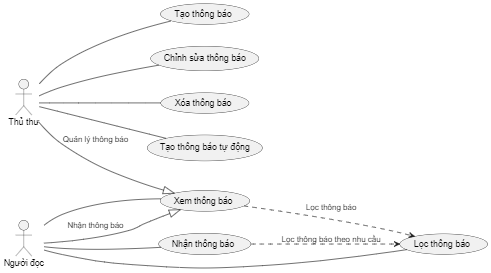 Tạo thông báo
Chỉnh sửa thông báo
Thủ thư
Xóa thông báo
Quản lý thông báo
Tạo thông báo tự động
Xem thông báo
Lọc thông báo
Nhận thông báo
Người đọc
Nhận thông báo
Lọc thông báo theo nhu cầu
Lọc thông báo